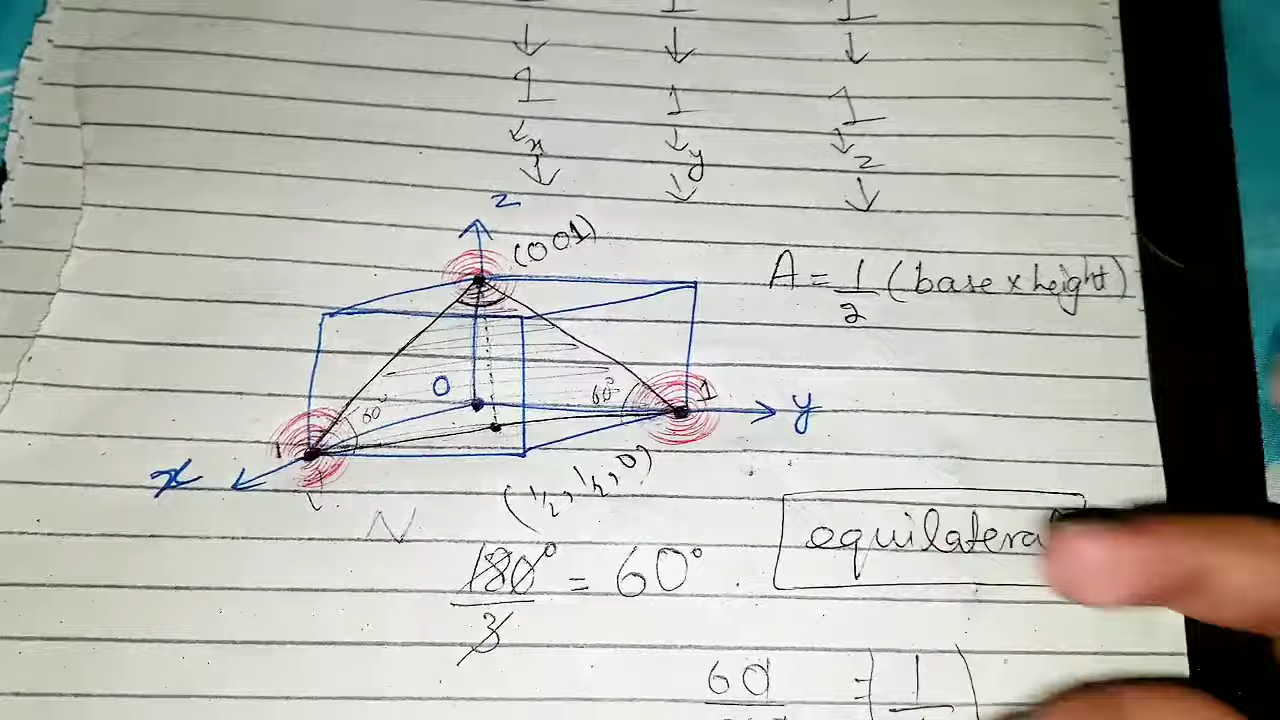 1 1
↓ ↓ ↓
1 1 1
↓x ↓y ↓z
↓ ↓ ↓
z
(001)
A = 1/2 (base x height)
0
60°
60°
1
y
1
x
(1/2, 1/2, 0)
N
180°/3 = 60°
equilatera
60 = (1)